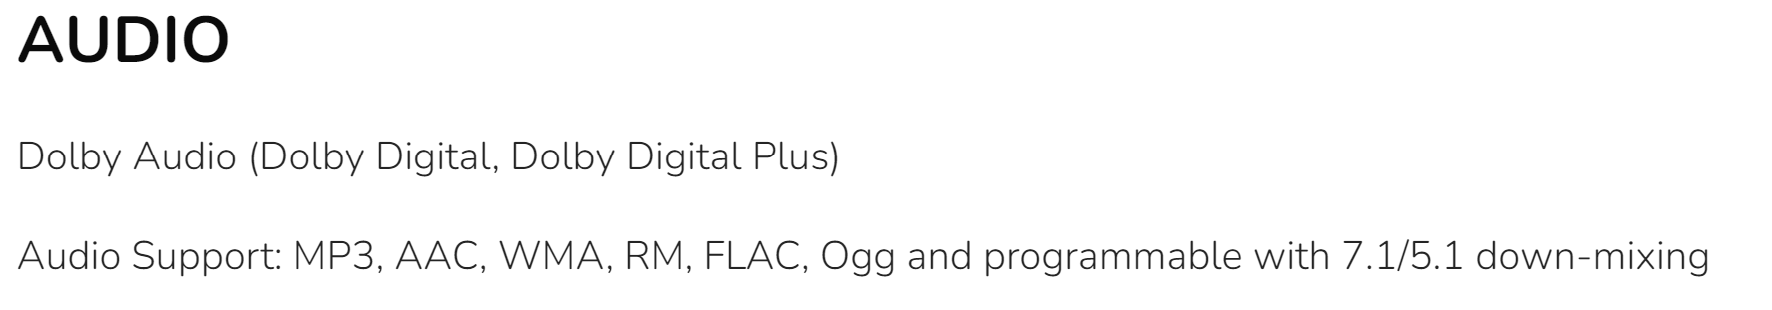 AUDIO
Dolby Audio (Dolby Digital, Dolby Digital Plus)
Audio Support: MP3, AAC, WMA, RM, FLAC, Ogg and programmable with 7.1/5.1 down-mixing